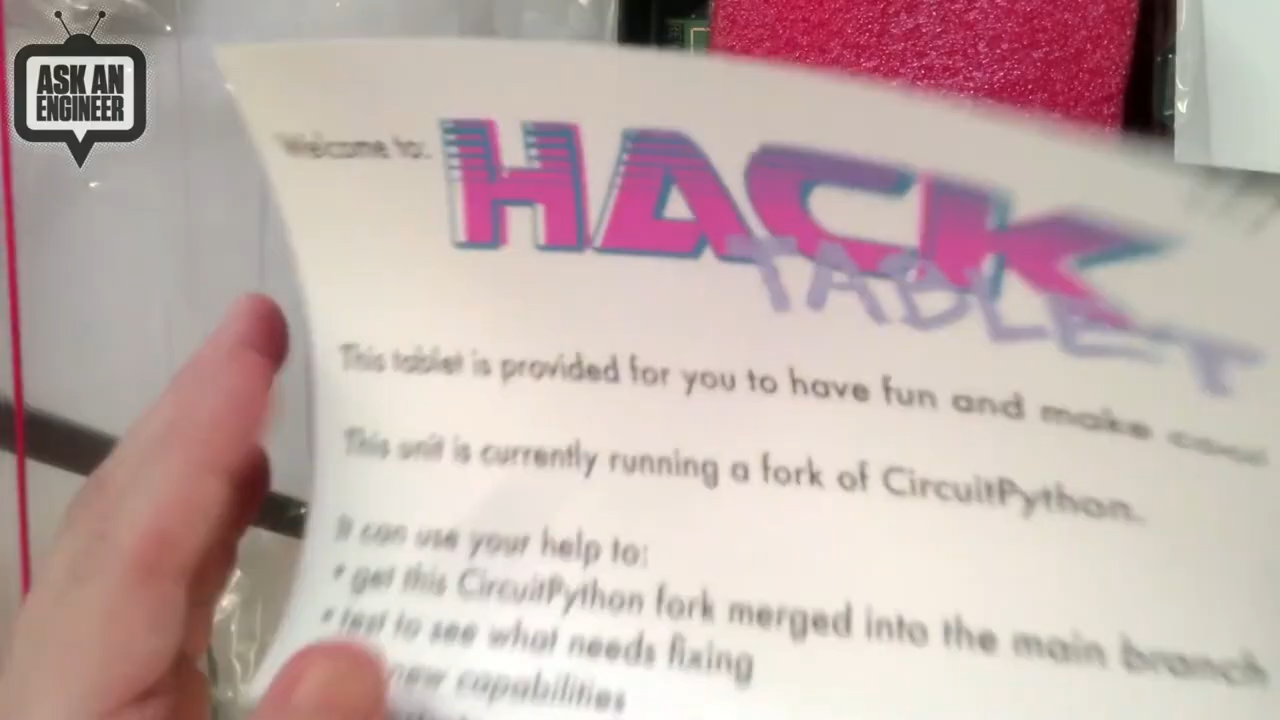 ASK AN
ENGINEER
Welcome to:
HACK
TABLET
This tablet is provided for you to have fun and make
This unit is currently running a fork of CircuitPython.
It can use your help to:
* get this CircuitPython fork merged into the main branch
* test to see what needs fixing
new capabilities